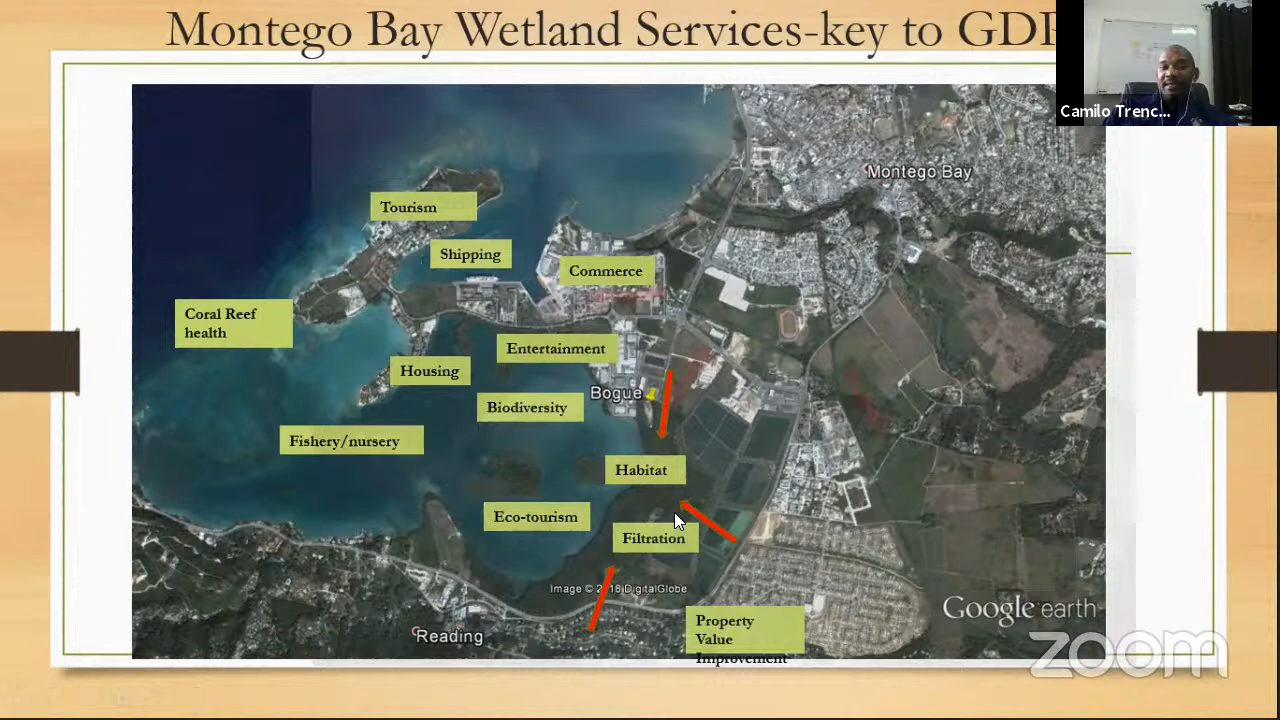 Montego Bay Wetland Services-key to GDP
Camilo Trenc...
Montego Bay
Tourism
Shipping
Commerce
Coral Reef
health
Entertainment
Housing
Bogue
Biodiversity
Fishery/nursery
Habitat
Eco-tourism
Filtration
Image © 2018 DigitalGlobe
Google earth
Property
Value
Improvement
Reading
zoom